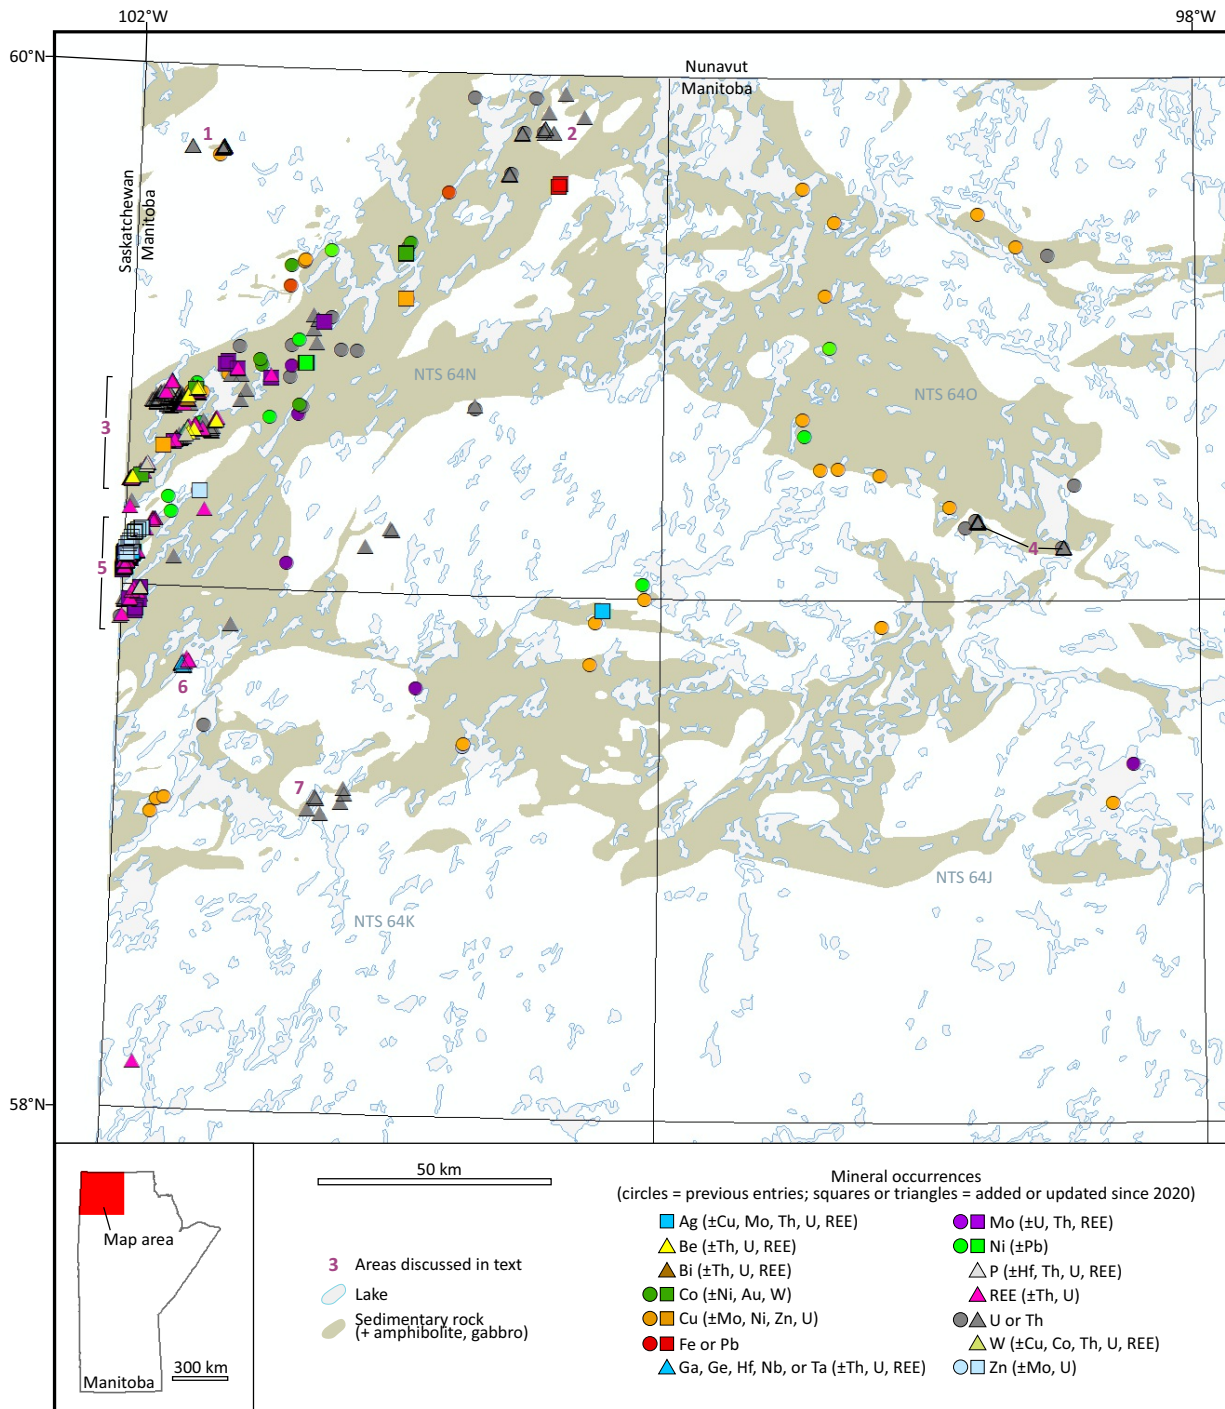 102°W
98°W
60°N
Nunavut
Manitoba
1
2
Saskatchewan
Manitoba
NTS 64N
NTS 64O
3
4
5
6
7
NTS 64J
NTS 64K
58°N
50 km
Mineral occurrences
(circles = previous entries; squares or triangles = added or updated since 2020)
Ag (±Cu, Mo, Th, U, REE)
Be (±Th, U, REE)
Bi (±Th, U, REE)
Co (±Ni, Au, W)
Cu (±Mo, Ni, Zn, U)
Fe or Pb
Ga, Ge, Hf, Nb, or Ta (±Th, U, REE)
Mo (±U, Th, REE)
Ni (±Pb)
P (±Hf, Th, U, REE)
REE (±Th, U)
U or Th
W (±Cu, Co, Th, U, REE)
Zn (±Mo, U)
3 Areas discussed in text
Lake
Sedimentary rock
(+ amphibolite, gabbro)
Map area
300 km
Manitoba